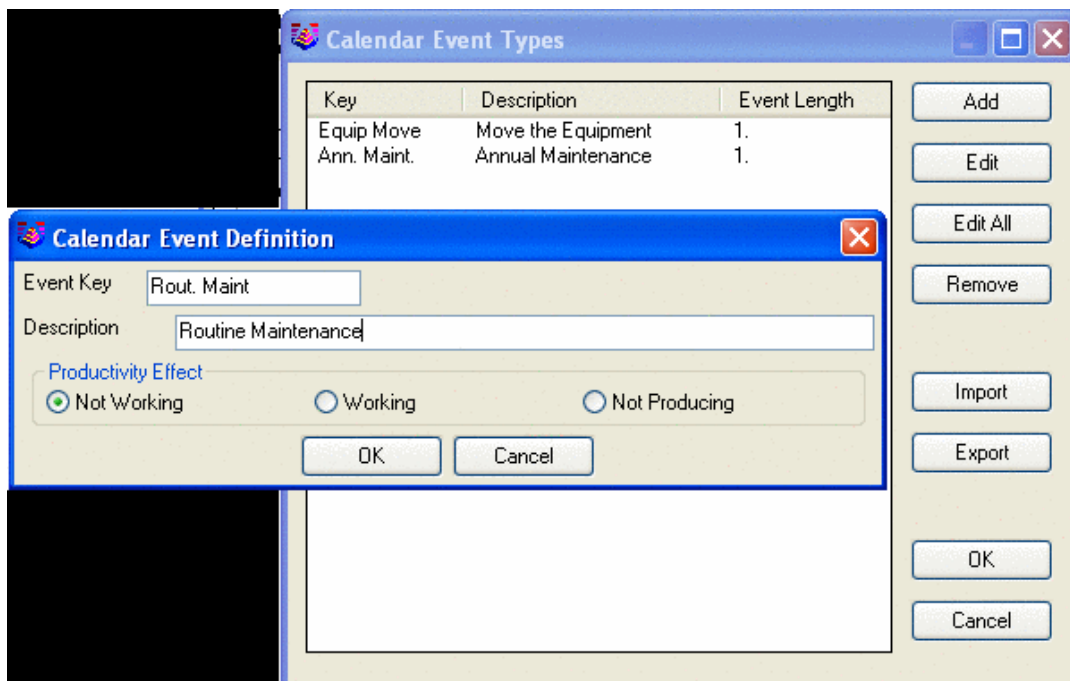 Calendar Event Types
Key Description Event Length
Equip Move Move the Equipment 1.
Ann. Maint. Annual Maintenance 1.
Add
Edit
Edit All
Remove
Import
Export
OK
Cancel
Calendar Event Definition
Event Key Rout. Maint
Description Routine Maintenance
Productivity Effect
Not Working Working Not Producing
OK Cancel